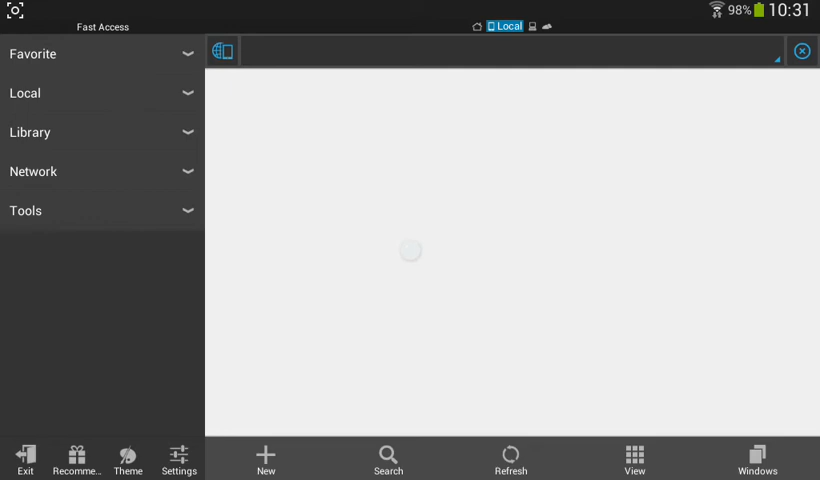 98% 10:31
Fast Access
Local
Favorite
Local
Library
Network
Tools
Exit
Recomme...
Theme
Settings
New
Search
Refresh
View
Windows